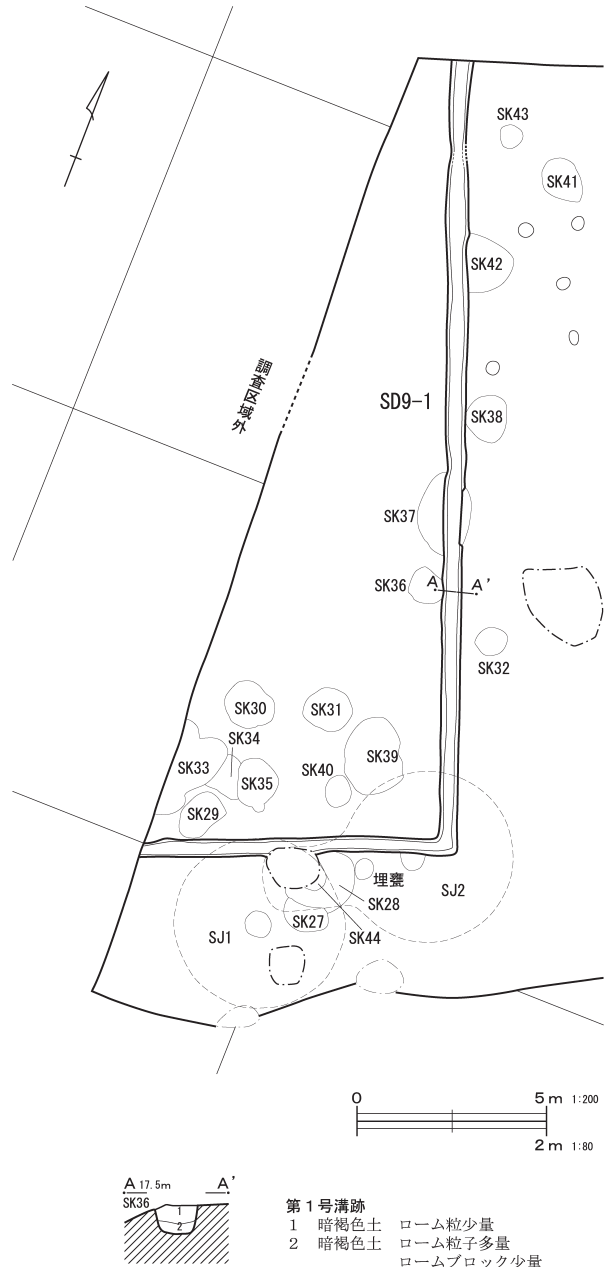 SK43
SK41
SK42
調査区域外
SD9-1
SK38
SK37
SK36
A
A'
SK32
SK30
SK31
SK34
SK33
SK35
SK40
SK39
SK29
埋甕
SK28
SJ2
SK27
SJ1
SK44
0 5m 1:200
2m 1:80
A 17.5m A'
SK36
1
2
第1号溝跡
1 暗褐色土 ローム粒少量
2 暗褐色土 ローム粒子多量
ロームブロック少量